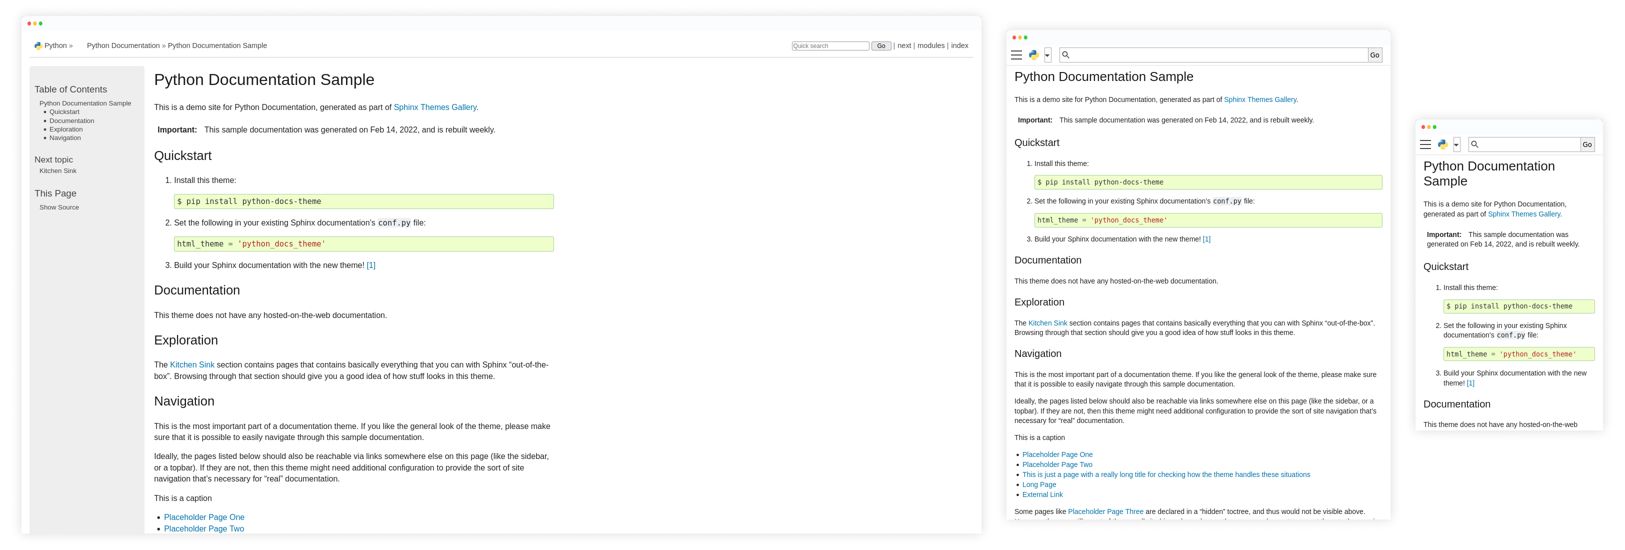 Python »
Python Documentation » Python Documentation Sample
Quick search
Go
| next | modules | index
Table of Contents
Python Documentation Sample
Quickstart
Documentation
Exploration
Navigation
Next topic
Kitchen Sink
This Page
Show Source
Python Documentation Sample
This is a demo site for Python Documentation, generated as part of Sphinx Themes Gallery.
Important: This sample documentation was generated on Feb 14, 2022, and is rebuilt weekly.
Quickstart
1. Install this theme:
$ pip install python-docs-theme
2. Set the following in your existing Sphinx documentation's conf.py file:
html_theme = 'python_docs_theme'
3. Build your Sphinx documentation with the new theme! [1]
Documentation
This theme does not have any hosted-on-the-web documentation.
Exploration
The Kitchen Sink section contains pages that contains basically everything that you can with Sphinx “out-of-the-
box”. Browsing through that section should give you a good idea of how stuff looks in this theme.
Navigation
This is the most important part of a documentation theme. If you like the general look of the theme, please make
sure that it is possible to easily navigate through this sample documentation.
Ideally, the pages listed below should also be reachable via links somewhere else on this page (like the sidebar,
or a topbar). If they are not, then this theme might need additional configuration to provide the sort of site
navigation that’s necessary for “real” documentation.
This is a caption
Placeholder Page One
Placeholder Page Two
Go
Python Documentation Sample
This is a demo site for Python Documentation, generated as part of Sphinx Themes Gallery.
Important: This sample documentation was generated on Feb 14, 2022, and is rebuilt weekly.
Quickstart
1. Install this theme:
$ pip install python-docs-theme
2. Set the following in your existing Sphinx documentation's conf.py file:
html_theme = 'python_docs_theme'
3. Build your Sphinx documentation with the new theme! [1]
Documentation
This theme does not have any hosted-on-the-web documentation.
Exploration
The Kitchen Sink section contains pages that contains basically everything that you can with Sphinx “out-of-the-box”.
Browsing through that section should give you a good idea of how stuff looks in this theme.
Navigation
This is the most important part of a documentation theme. If you like the general look of the theme, please make sure
that it is possible to easily navigate through this sample documentation.
Ideally, the pages listed below should also be reachable via links somewhere else on this page (like the sidebar, or a
topbar). If they are not, then this theme might need additional configuration to provide the sort of site navigation that’s
necessary for “real” documentation.
This is a caption
Placeholder Page One
Placeholder Page Two
This is just a page with a really long title for checking how the theme handles these situations
Long Page
External Link
Some pages like Placeholder Page Three are declared in a “hidden” toctree, and thus would not be visible above.
Go
Python Documentation
Sample
This is a demo site for Python Documentation,
generated as part of Sphinx Themes Gallery.
Important: This sample documentation was
generated on Feb 14, 2022, and is rebuilt weekly.
Quickstart
1. Install this theme:
$ pip install python-docs-theme
2. Set the following in your existing Sphinx
documentation's conf.py file:
html_theme = 'python_docs_theme'
3. Build your Sphinx documentation with the new
theme! [1]
Documentation
This theme does not have any hosted-on-the-web